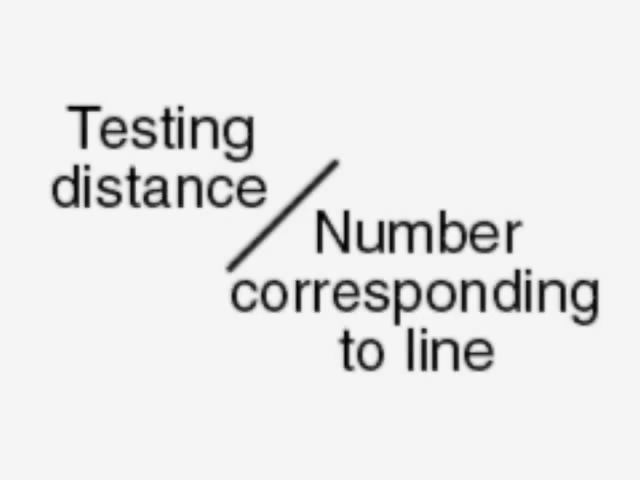 Testing
distance
Number
corresponding
to line